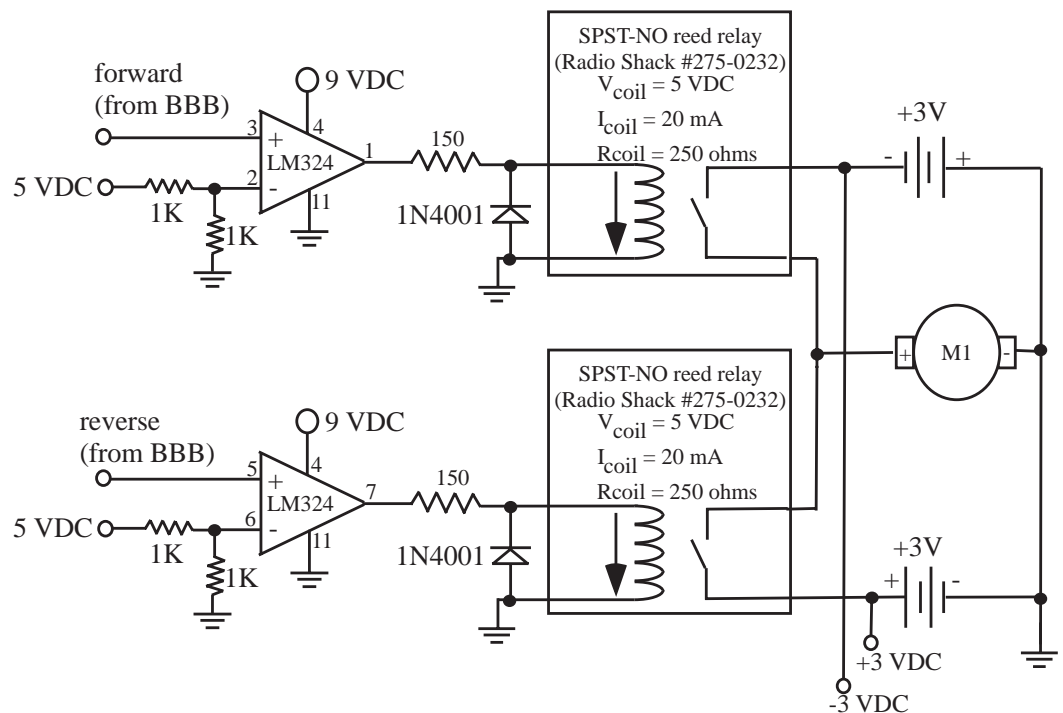 SPST-NO reed relay
(Radio Shack #275-0232)
Vcoil = 5 VDC
Icoil = 20 mA
Rcoil = 250 ohms
forward
(from BBB)
9 VDC
3
4
+
LM324
1
150
2
-
5 VDC
11
1K
1K
1N4001
+3V
-
+
+
M1
-
SPST-NO reed relay
(Radio Shack #275-0232)
Vcoil = 5 VDC
Icoil = 20 mA
Rcoil = 250 ohms
reverse
(from BBB)
9 VDC
5
4
+
LM324
7
150
6
-
5 VDC
11
1K
1K
1N4001
+3V
+
-
+3 VDC
-3 VDC